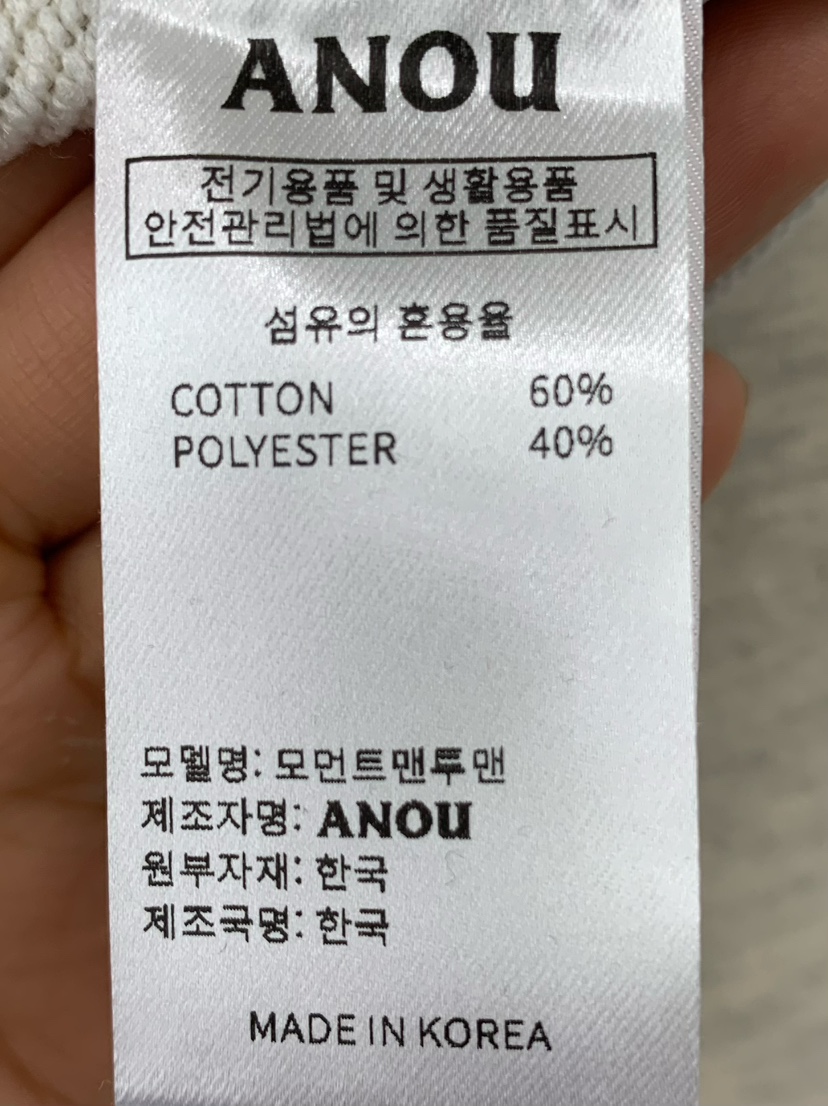 ANOU
전기용품 및 생활용품
안전관리법에 의한 품질표시
섬유의 혼용율
COTTON 60%
POLYESTER 40%
모델명: 모먼트맨투맨
제조자명: ANOU
원부자재: 한국
제조국명: 한국
MADE IN KOREA